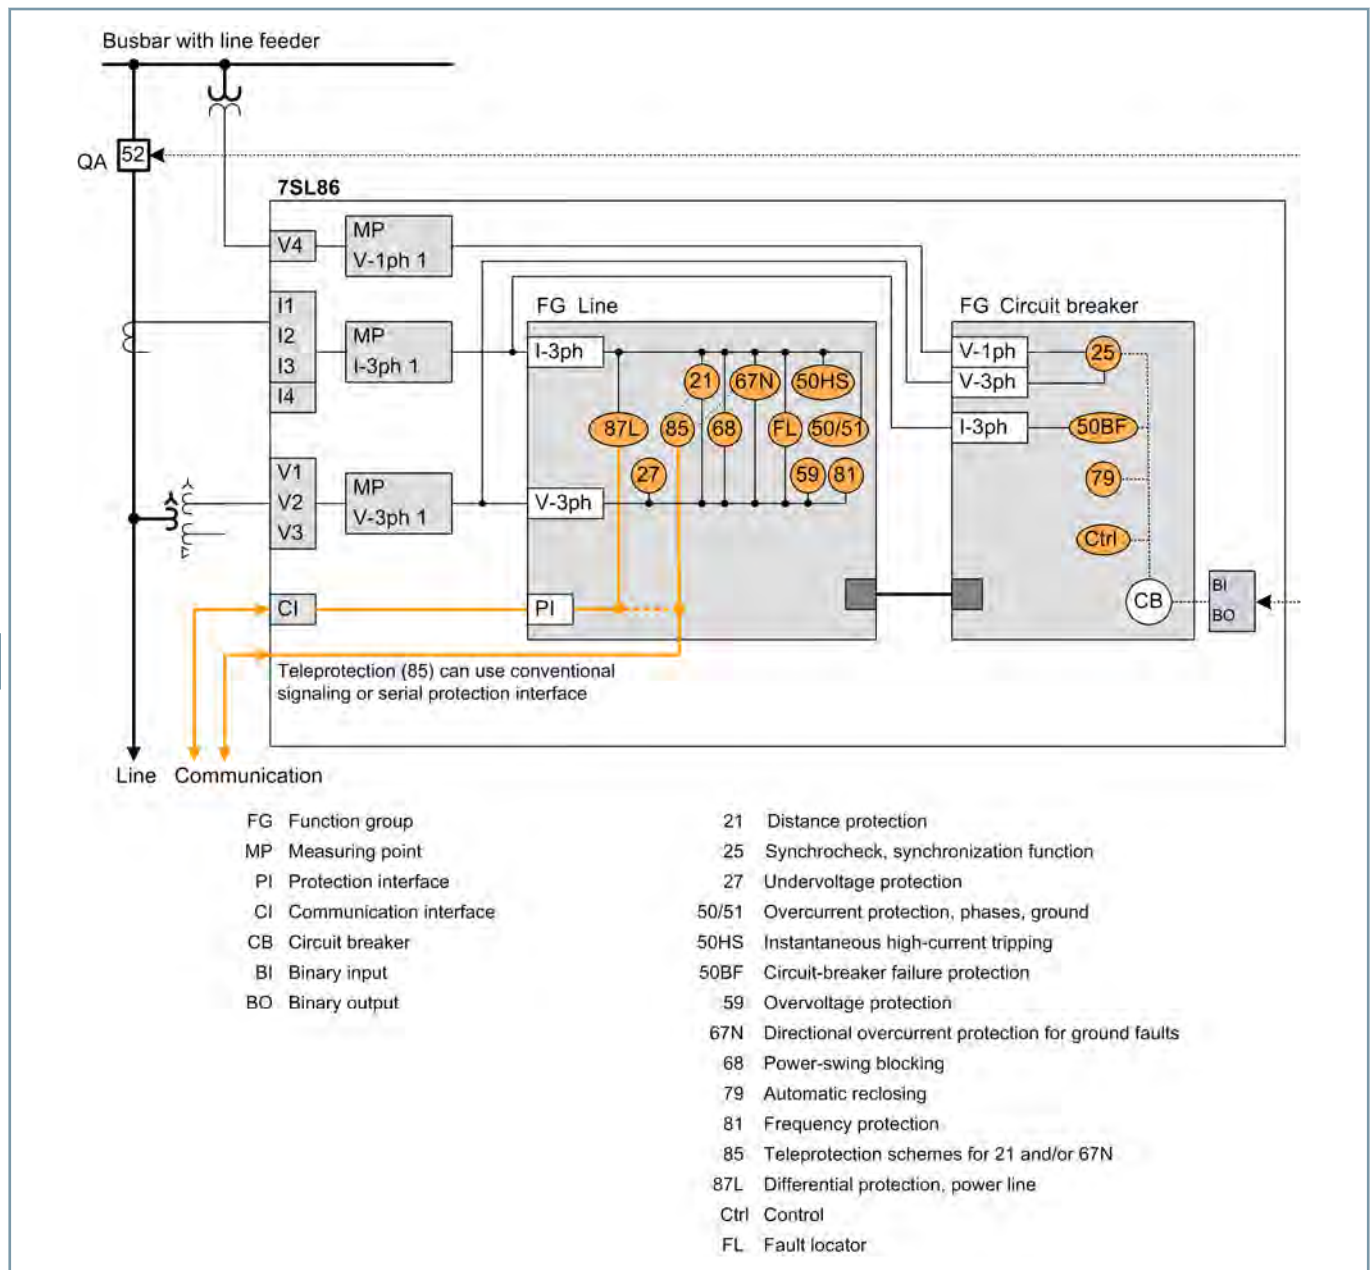 Busbar with line feeder
QA
52
7SL86
V4
MP
V-1ph 1
I1
I2
I3
I4
MP
I-3ph 1
V1
V2
V3
MP
V-3ph 1
CI
FG Line
I-3ph
21
67N
50HS
87L
85
68
FL
50/51
27
59
81
V-3ph
PI
FG Circuit breaker
V-1ph
V-3ph
I-3ph
25
50BF
79
Ctrl
CB
BI
BO
Teleprotection (85) can use conventional
signaling or serial protection interface
Line
Communication
FG Function group
MP Measuring point
PI Protection interface
CI Communication interface
CB Circuit breaker
BI Binary input
BO Binary output
21 Distance protection
25 Synchrocheck, synchronization function
27 Undervoltage protection
50/51 Overcurrent protection, phases, ground
50HS Instantaneous high-current tripping
50BF Circuit-breaker failure protection
59 Overvoltage protection
67N Directional overcurrent protection for ground faults
68 Power-swing blocking
79 Automatic reclosing
81 Frequency protection
85 Teleprotection schemes for 21 and/or 67N
87L Differential protection, power line
Ctrl Control
FL Fault locator